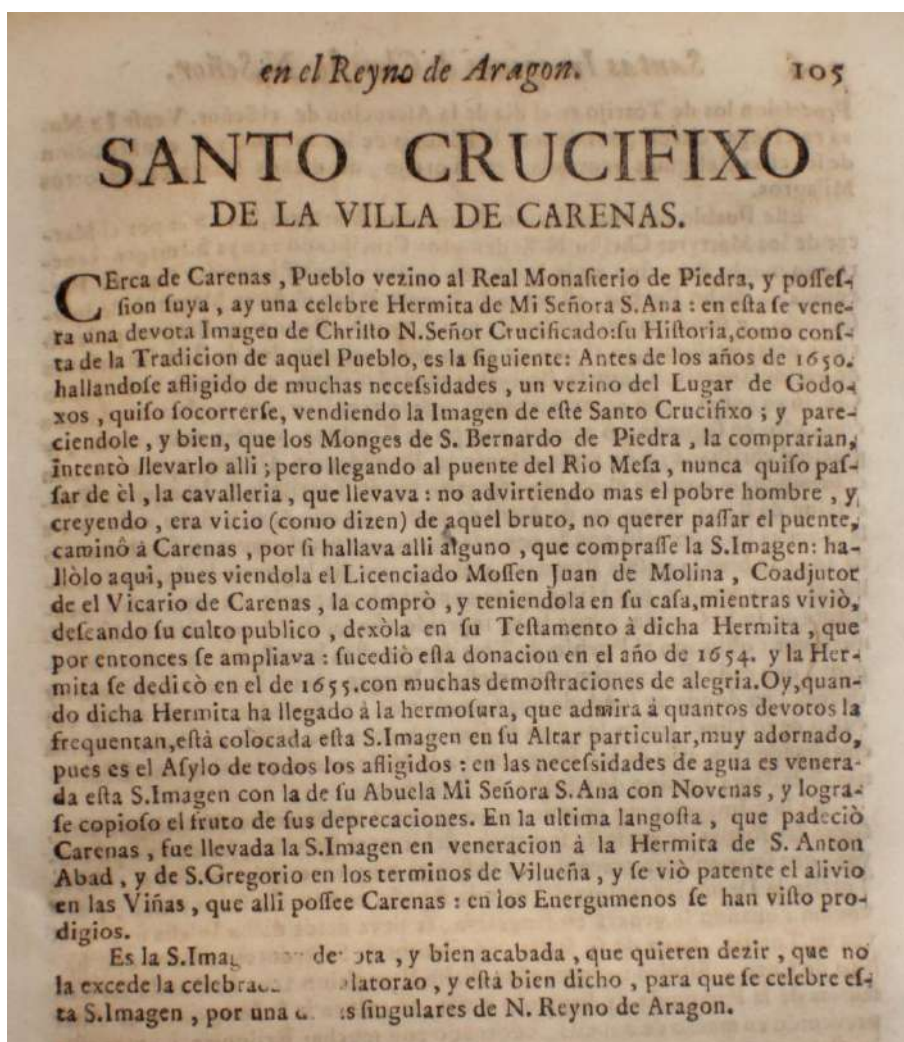 en el Reyno de Aragon. 105
SANTO CRUCIFIXO
DE LA VILLA DE CARENAS.
CErca de Carenas , Pueblo vezino al Real Monaſterio de Piedra, y poſſeſ-
ſion ſuya , ay una celebre Hermita de Mi Señora S.Ana : en eſta ſe vene-
ra una devota Imagen de Chriſto N.Señor Crucificado:ſu Hiſtoria,como conſ-
ta de la Tradicion de aquel Pueblo, es la ſiguiente: Antes de los años de 1650.
hallandoſe afligido de muchas neceſsidades , un vezino del Lugar de Godo-
xos , quiſo ſocorrerſe, vendiendo la Imagen de eſte Santo Crucifixo ; y pare-
ciendole , y bien, que los Monges de S. Bernardo de Piedra , la comprarian,
intentò llevarlo alli ; pero llegando al puente del Rio Meſa , nunca quiſo paſ-
ſar de èl , la cavalleria , que llevava : no advirtiendo mas el pobre hombre , y
creyendo , era vicio (como dizen) de aquel bruto, no querer paſſar el puente,
caminô à Carenas , por ſi hallava alli alguno , que compraſſe la S.Imagen: ha-
llòlo aqui, pues viendola el Licenciado Moſſen Juan de Molina , Coadjutor
de el Vicario de Carenas , la comprò , y teniendola en ſu caſa,mientras viviò,
deſeando ſu culto publico , dexòla en ſu Teſtamento à dicha Hermita , que
por entonces ſe ampliava : ſucediò eſta donacion en el año de 1654. y la Her-
mita ſe dedicò en el de 1655.con muchas demoſtraciones de alegria.Oy,quan-
do dicha Hermita ha llegado à la hermoſura, que admira à quantos devotos la
frequentan,eſtà colocada eſta S.Imagen en ſu Altar particular,muy adornado,
pues es el Aſylo de todos los afligidos : en las neceſsidades de agua es venera-
da eſta S.Imagen con la de ſu Abuela Mi Señora S.Ana con Novenas , y logra-
ſe copioſo el fruto de ſus deprecaciones. En la ultima langoſta , que padeciò
Carenas , fue llevada la S.Imagen en veneracion à la Hermita de S. Anton
Abad , y de S.Gregorio en los terminos de Vilueña , y ſe viò patente el alivio
en las Viñas , que alli poſſee Carenas : en los Energumenos ſe han viſto pro-
digios.
Es la S.Imag , y bien acabada , que quieren dezir , que no
la excede la latorao , y eſtà bien dicho , para que ſe celebre eſ-
ta S.Imagen , por una s ſingulares de N. Reyno de Aragon.